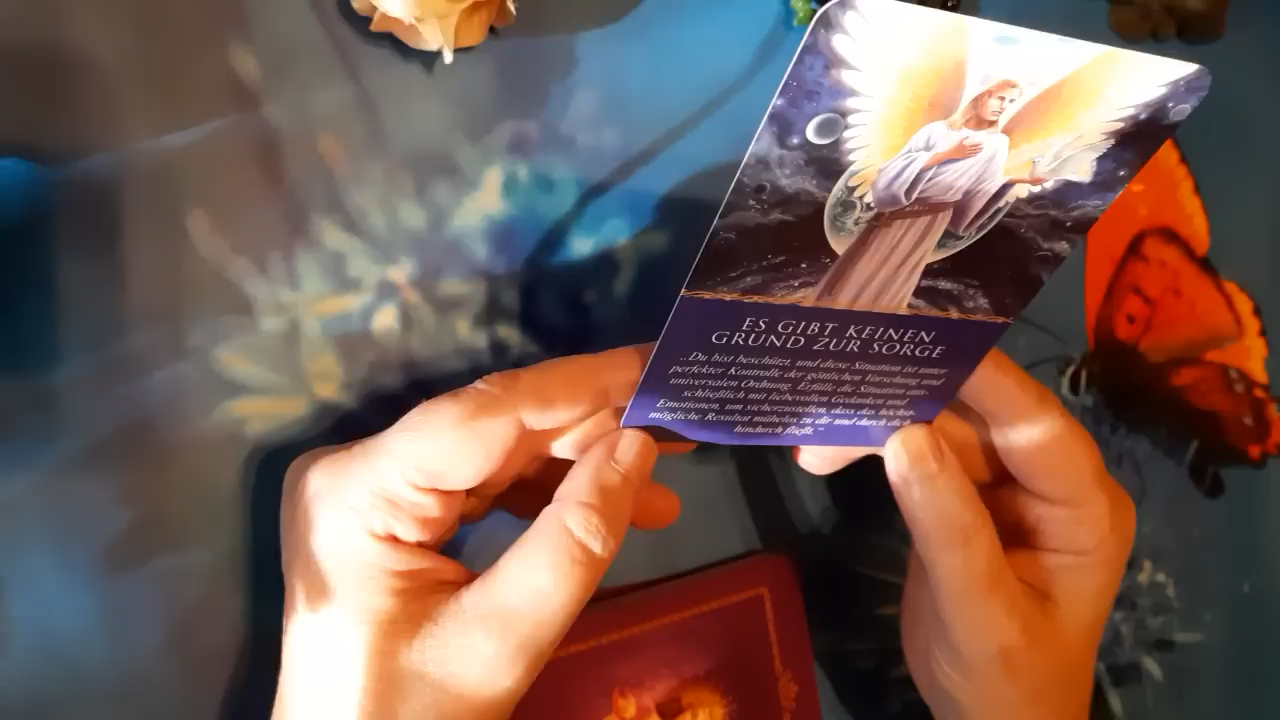 ES GIBT KEINEN
GRUND ZUR SORGE
„Du bist beschützt, und diese Situation ist unter
perfekter Kontrolle der göttlichen Vorsehung und
universalen Ordnung. Erfülle die Situation aus-
schließlich mit liebevollen Gedanken und
Emotionen, um sicherzustellen, dass das höchst-
mögliche Resultat mühelos zu dir und durch dich
hindurch fließt.“